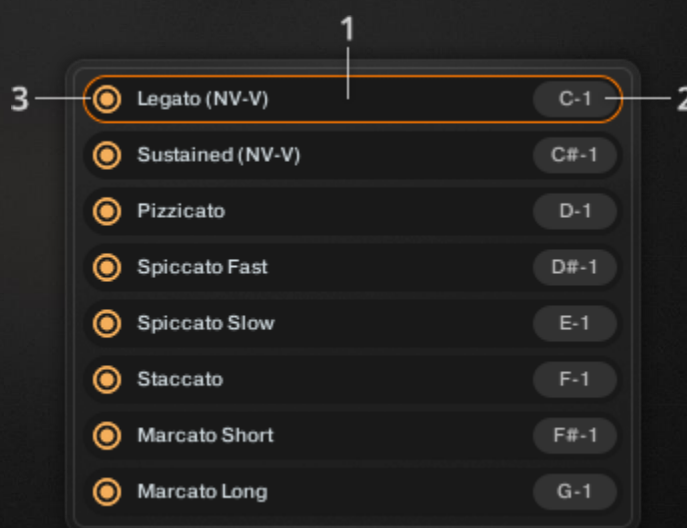 1
3 Legato (NV-V) C-1 2
Sustained (NV-V) C#-1
Pizzicato D-1
Spiccato Fast D#-1
Spiccato Slow E-1
Staccato F-1
Marcato Short F#-1
Marcato Long G-1